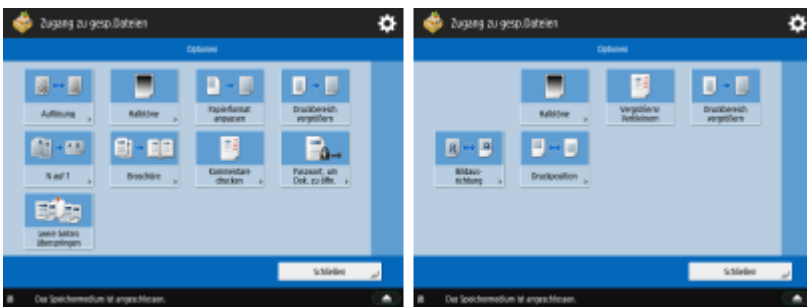 Zugang zu gesp.Dateien
Optionen
Auflösung
Halbtöne
Papierformat
anpassen
Druckbereich
vergrößern
N auf 1
Broschüre
Kommentare
drucken
Passwort, um
Dok. zu öffn.
Leere Seiten
überspringen
Schließen
Das Speichermedium ist angeschlossen.
Zugang zu gesp.Dateien
Optionen
Halbtöne
Vergrößern/
Verkleinern
Druckbereich
vergrößern
Bildaus-
richtung
Druckposition
Schließen
Das Speichermedium ist angeschlossen.